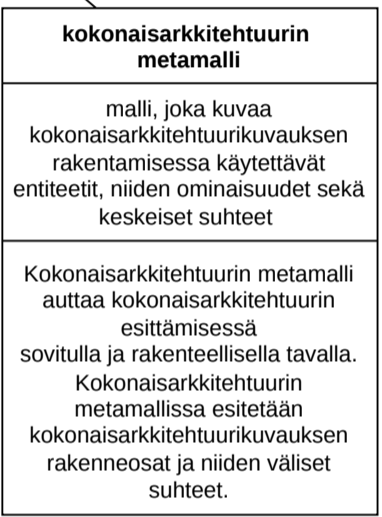 kokonaisarkkitehtuurin
metamalli
malli, joka kuvaa
kokonaisarkkitehtuurikuvauksen
rakentamisessa käytettävät
entiteetit, niiden ominaisuudet sekä
keskeiset suhteet
Kokonaisarkkitehtuurin metamalli
auttaa kokonaisarkkitehtuurin
esittämisessä
sovitulla ja rakenteellisella tavalla.
Kokonaisarkkitehtuurin
metamallissa esitetään
kokonaisarkkitehtuurikuvauksen
rakenneosat ja niiden väliset
suhteet.